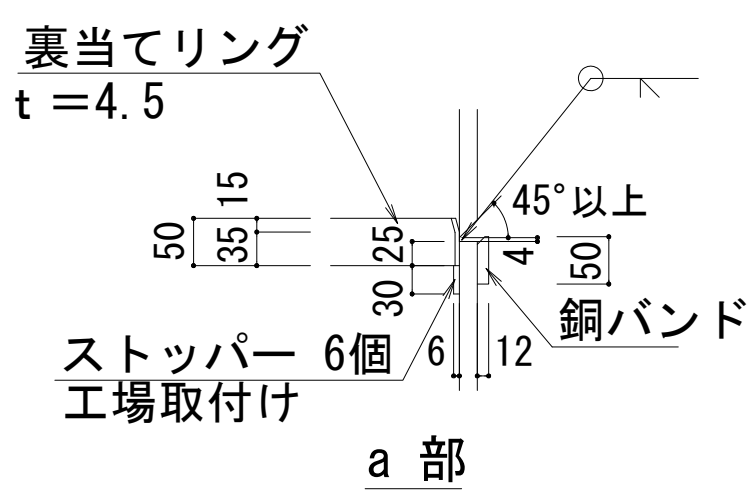 裏当てリング
t =4.5
45°以上
15
50
35
25
4
50
30
銅バンド
ストッパー 6個
工場取付け
6
12
a 部